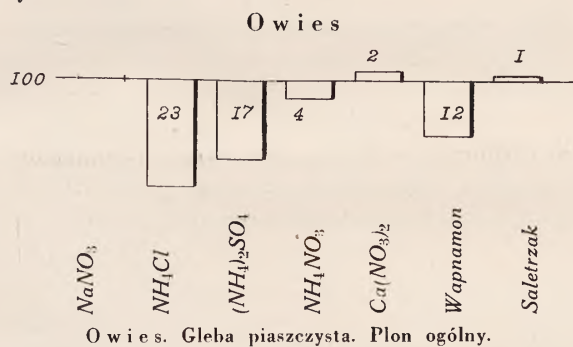 Owies
2
1
100
23
17
4
12
NaNO₃
NH₄Cl
(NH₄)₂SO₄
NH₄NO₃
Ca(NO₃)₂
Wapnamon
Saletrzak
Owies. Gleba piaszczysta. Plon ogólny.